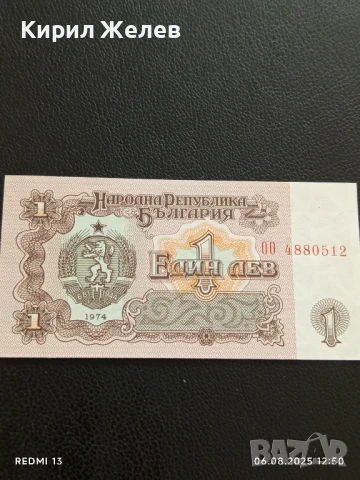 Кирил Желев
1
НАРОДНА РЕПУБЛИКА
БЪЛГАРИЯ
1
ЕДИН ЛЕВ
ОО 4880512
1974
1
1
REDMI 13
06.08.2025 12:50
BAZAR